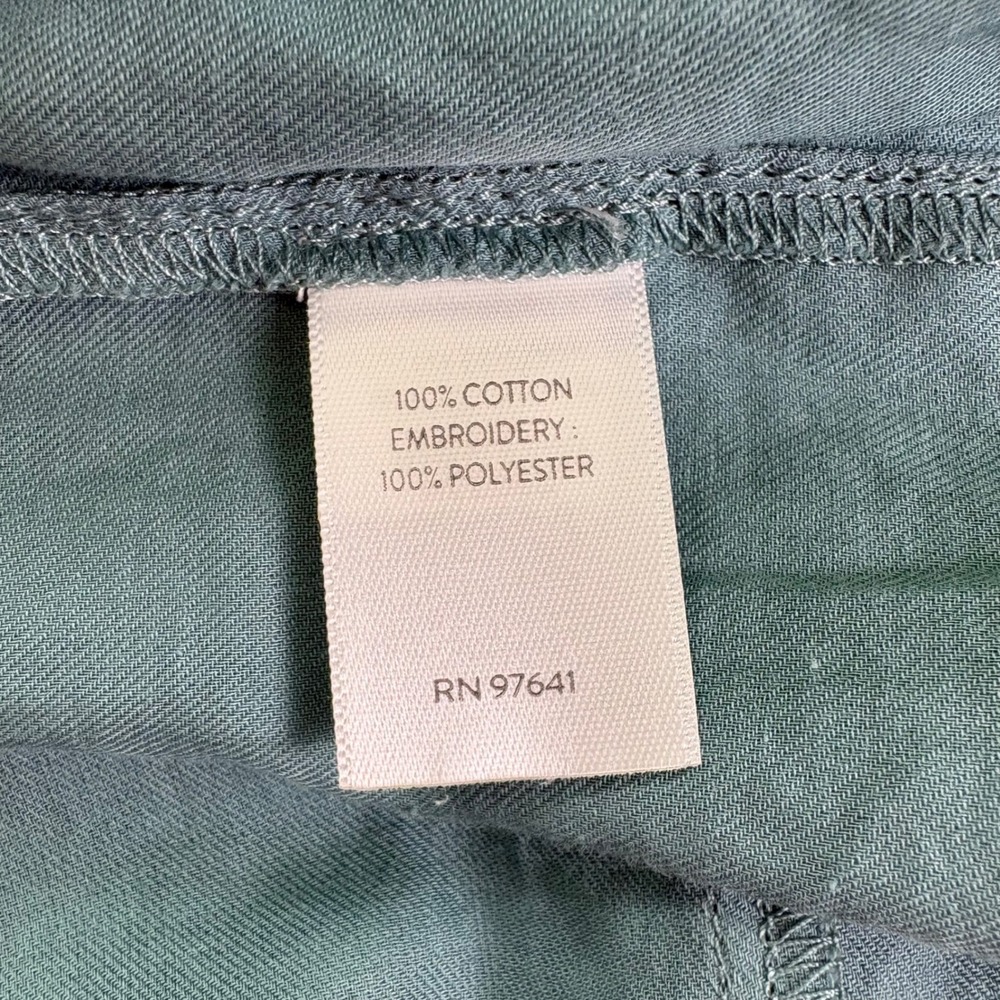 100% COTTON
EMBROIDERY :
100% POLYESTER
RN 97641